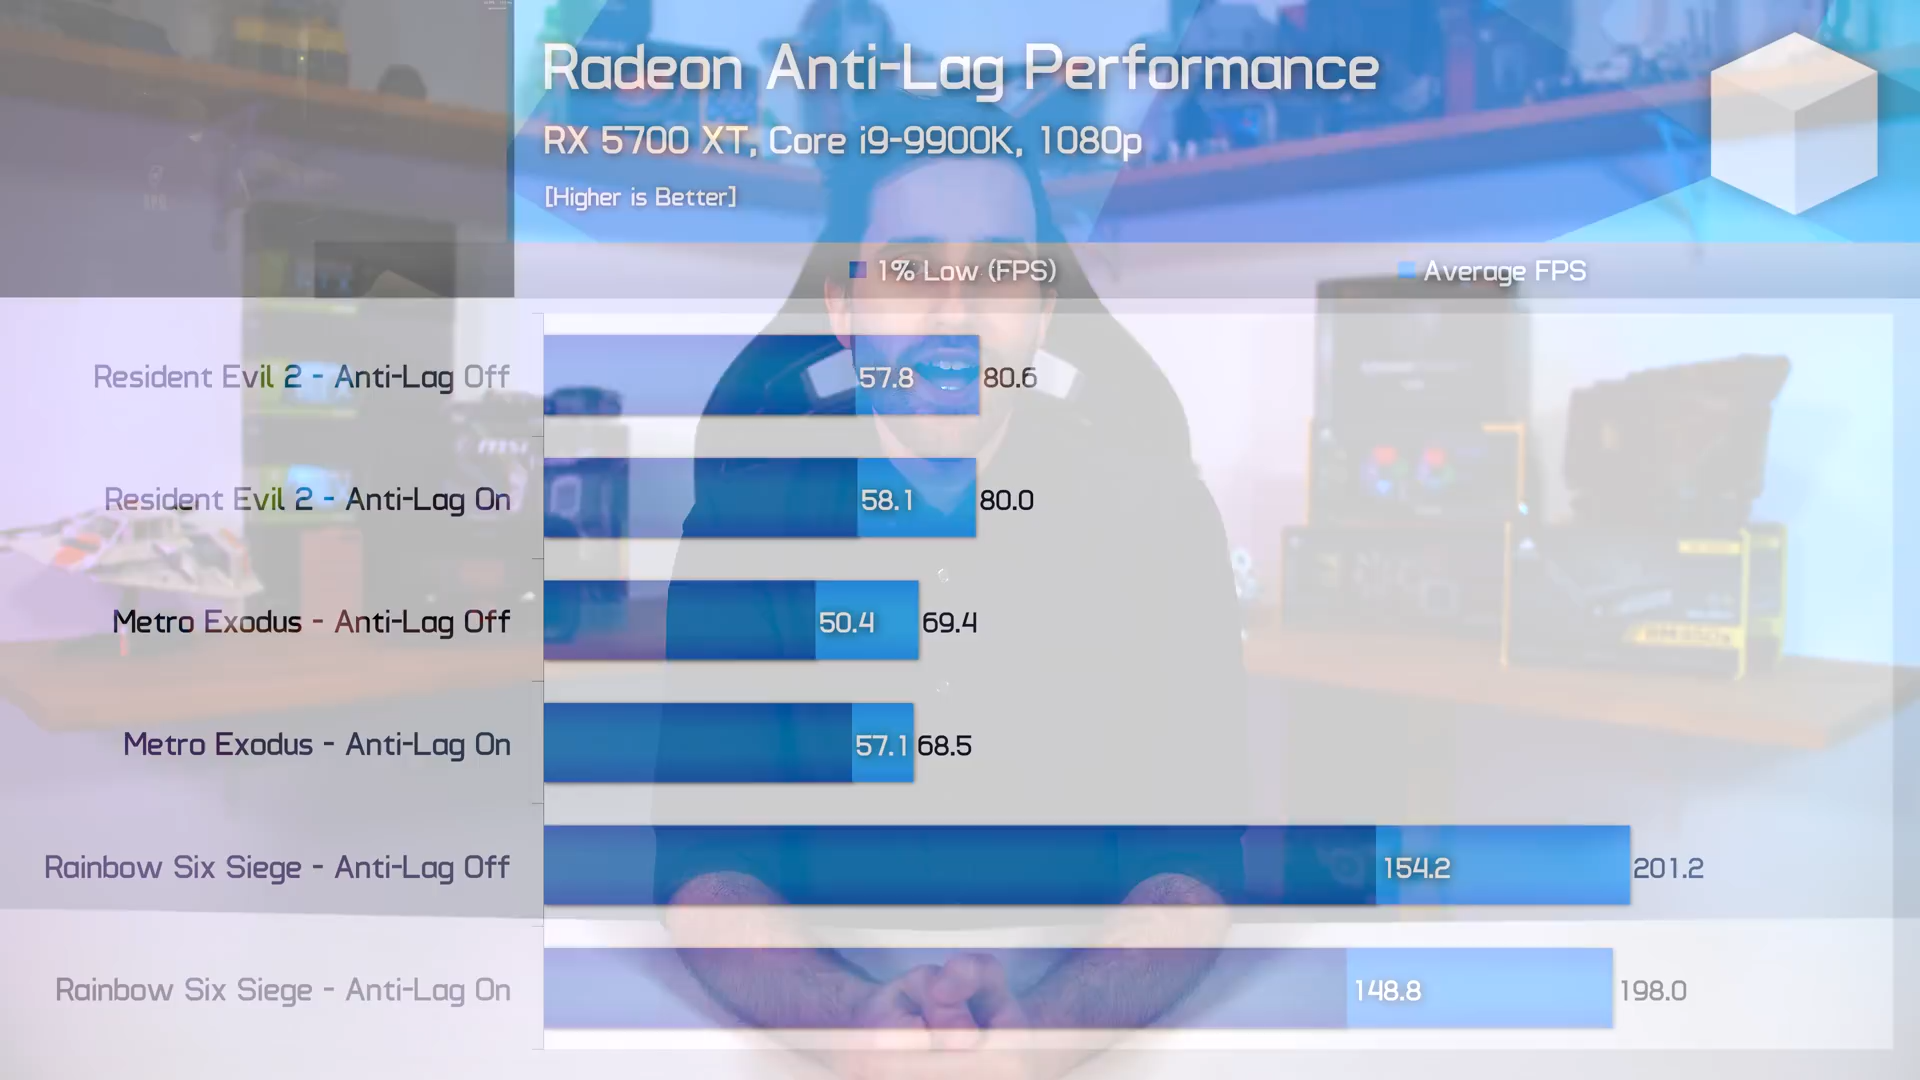 Radeon Anti-Lag Performance
RX 5700 XT, Core i9-9900K, 1080p
[Higher is Better]
1% Low (FPS) Average FPS
Resident Evil 2 - Anti-Lag Off 57.8 80.6
Resident Evil 2 - Anti-Lag On 58.1 80.0
msi
Metro Exodus - Anti-Lag Off 50.4 69.4
Metro Exodus - Anti-Lag On 57.1 68.5
Rainbow Six Siege - Anti-Lag Off 154.2 201.2
Rainbow Six Siege - Anti-Lag On 148.8 198.0